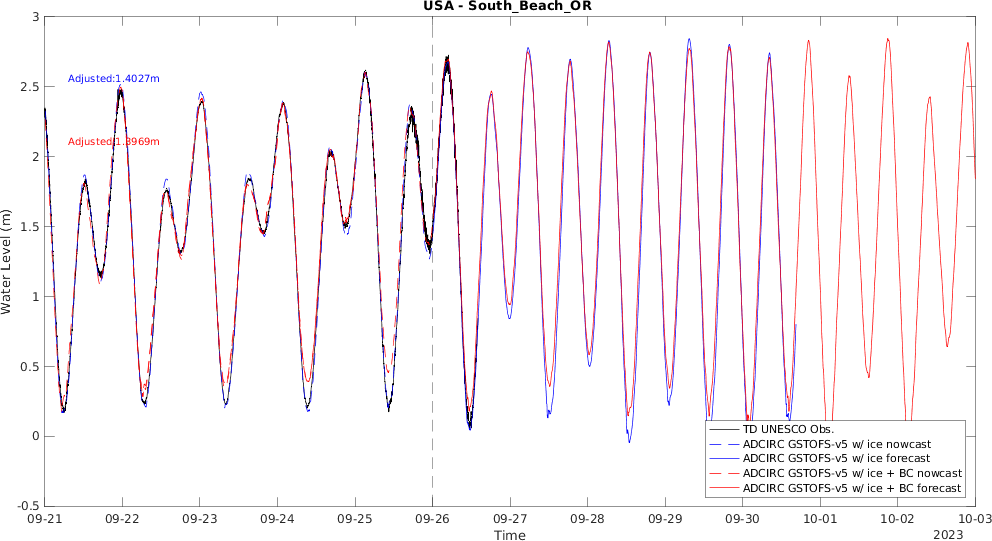 USA - South_Beach_OR
3
2.5
2
1.5
1
0.5
0
-0.5
Water Level (m)
Adjusted:1.4027m
Adjusted:1.3969m
TD UNESCO Obs.
ADCIRC GSTOFS-v5 w/ ice nowcast
ADCIRC GSTOFS-v5 w/ ice forecast
ADCIRC GSTOFS-v5 w/ ice + BC nowcast
ADCIRC GSTOFS-v5 w/ ice + BC forecast
09-21 09-22 09-23 09-24 09-25 09-26 09-27 09-28 09-29 09-30 10-01 10-02 10-03
Time
2023